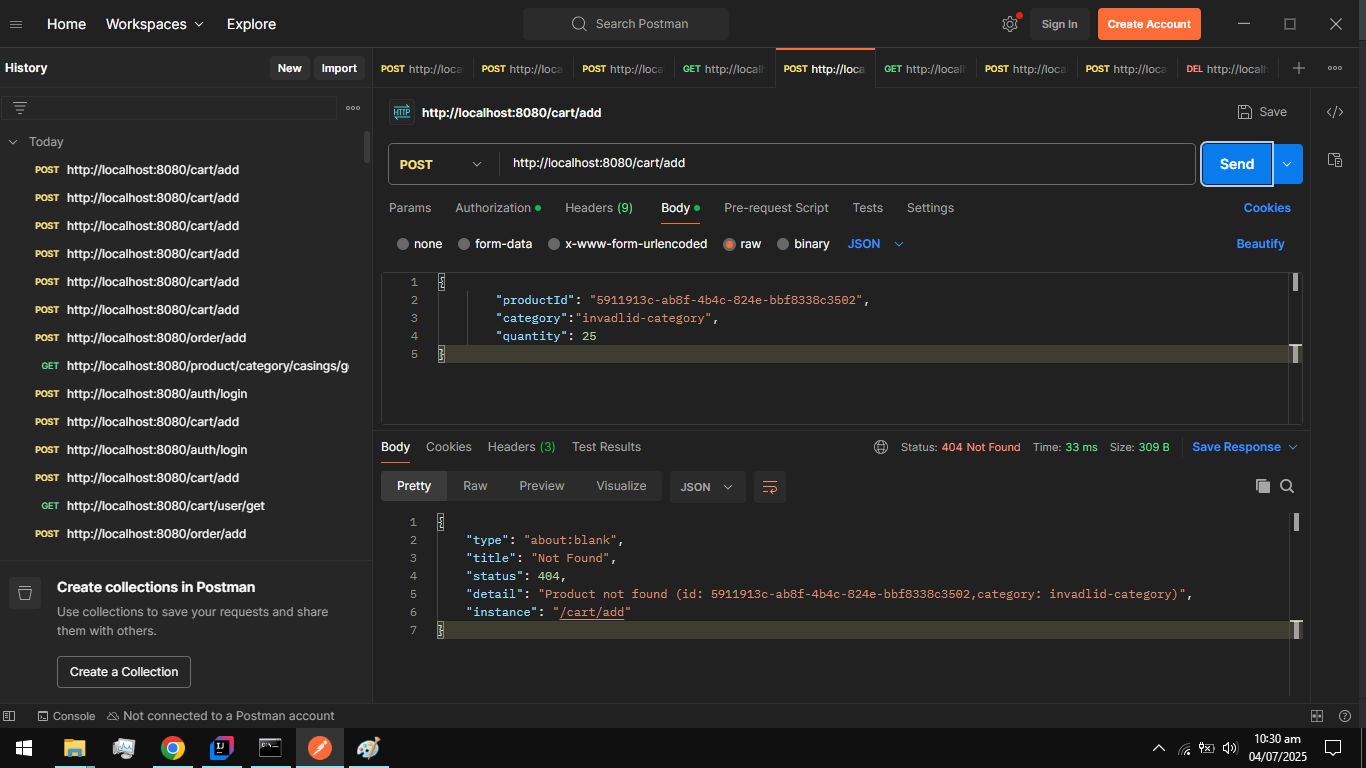 Home Workspaces Explore
Search Postman
Sign In Create Account
History New Import
Today
POST http://localhost:8080/cart/add
POST http://localhost:8080/cart/add
POST http://localhost:8080/cart/add
POST http://localhost:8080/cart/add
POST http://localhost:8080/cart/add
POST http://localhost:8080/cart/add
POST http://localhost:8080/order/add
GET http://localhost:8080/product/category/casings/g
POST http://localhost:8080/auth/login
POST http://localhost:8080/cart/add
POST http://localhost:8080/auth/login
POST http://localhost:8080/cart/add
GET http://localhost:8080/cart/user/get
POST http://localhost:8080/order/add
Create collections in Postman
Use collections to save your requests and share
them with others.
Create a Collection
POST http://loca POST http://loca POST http://loca GET http://local POST http://loca GET http://local POST http://loca POST http://loca DEL http://local
HTTP http://localhost:8080/cart/add Save
POST http://localhost:8080/cart/add Send
Params Authorization Headers (9) Body Pre-request Script Tests Settings Cookies
none form-data x-www-form-urlencoded raw binary JSON Beautify
1 {
2 "productId": "5911913c-ab8f-4b4c-824e-bbf8338c3502",
3 "category":"invadlid-category",
4 "quantity": 25
5 }
Body Cookies Headers (3) Test Results Status: 404 Not Found Time: 33 ms Size: 309 B Save Response
Pretty Raw Preview Visualize JSON
1 {
2 "type": "about:blank",
3 "title": "Not Found",
4 "status": 404,
5 "detail": "Product not found (id: 5911913c-ab8f-4b4c-824e-bbf8338c3502,category: invadlid-category)",
6 "instance": "/cart/add"
7 }
Console Not connected to a Postman account
10:30 am
04/07/2025